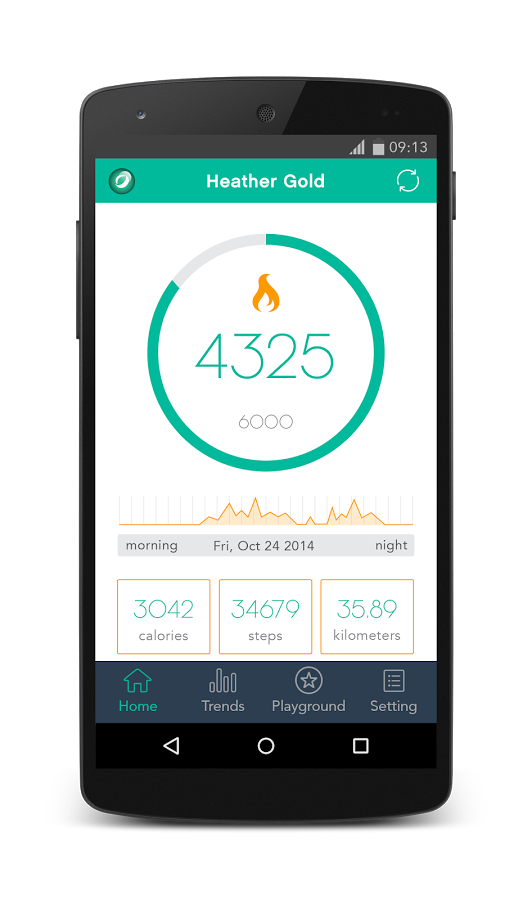 09:13
Heather Gold
4325
6000
morning Fri, Oct 24 2014 night
3042 34679 35.89
calories steps kilometers
Home Trends Playground Setting